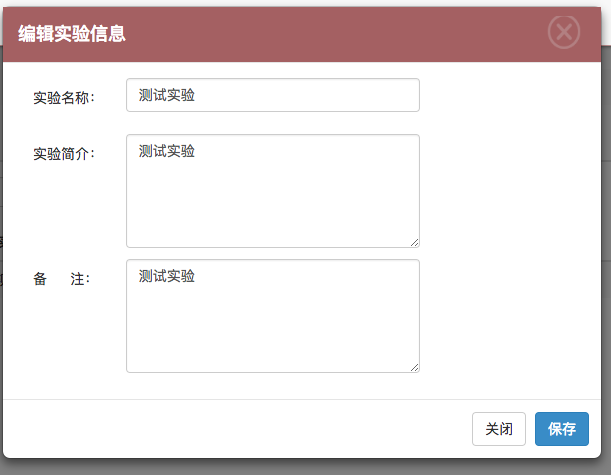 编辑实验信息
实验名称： 测试实验
实验简介： 测试实验
备 注： 测试实验
关闭 保存